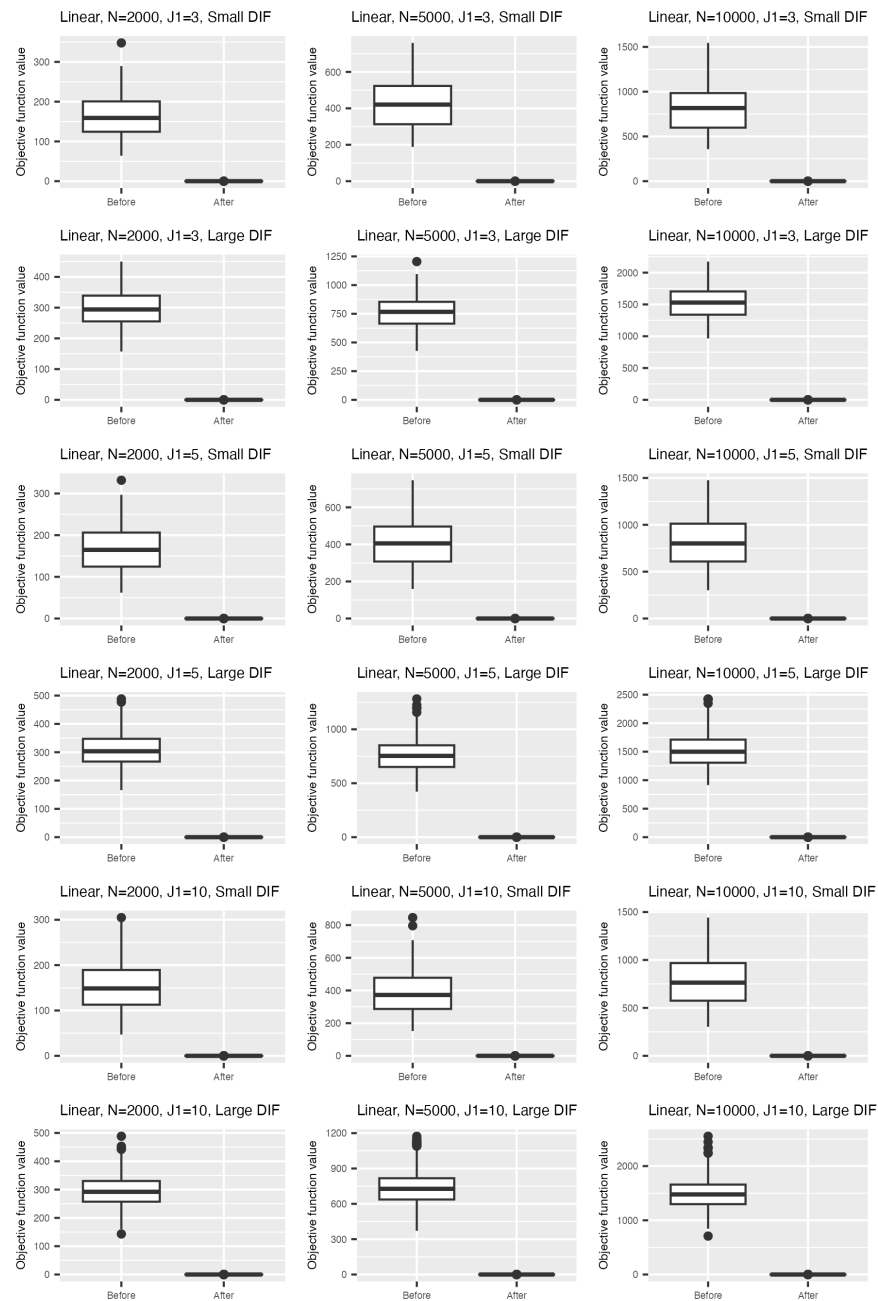 Linear, N=2000, J1=3, Small DIF
Objective function value
300
200
100
0
Before
After
Linear, N=5000, J1=3, Small DIF
Objective function value
600
400
200
0
Before
After
Linear, N=10000, J1=3, Small DIF
Objective function value
1500
1000
500
0
Before
After
Linear, N=2000, J1=3, Large DIF
Objective function value
400
300
200
100
0
Before
After
Linear, N=5000, J1=3, Large DIF
Objective function value
1250
1000
750
500
250
0
Before
After
Linear, N=10000, J1=3, Large DIF
Objective function value
2000
1500
1000
500
0
Before
After
Linear, N=2000, J1=5, Small DIF
Objective function value
300
200
100
0
Before
After
Linear, N=5000, J1=5, Small DIF
Objective function value
600
400
200
0
Before
After
Linear, N=10000, J1=5, Small DIF
Objective function value
1500
1000
500
0
Before
After
Linear, N=2000, J1=5, Large DIF
Objective function value
500
400
300
200
100
0
Before
After
Linear, N=5000, J1=5, Large DIF
Objective function value
1000
500
0
Before
After
Linear, N=10000, J1=5, Large DIF
Objective function value
2500
2000
1500
1000
500
0
Before
After
Linear, N=2000, J1=10, Small DIF
Objective function value
300
200
100
0
Before
After
Linear, N=5000, J1=10, Small DIF
Objective function value
800
600
400
200
0
Before
After
Linear, N=10000, J1=10, Small DIF
Objective function value
1500
1000
500
0
Before
After
Linear, N=2000, J1=10, Large DIF
Objective function value
500
400
300
200
100
0
Before
After
Linear, N=5000, J1=10, Large DIF
Objective function value
1200
900
600
300
0
Before
After
Linear, N=10000, J1=10, Large DIF
Objective function value
2000
1000
0
Before
After